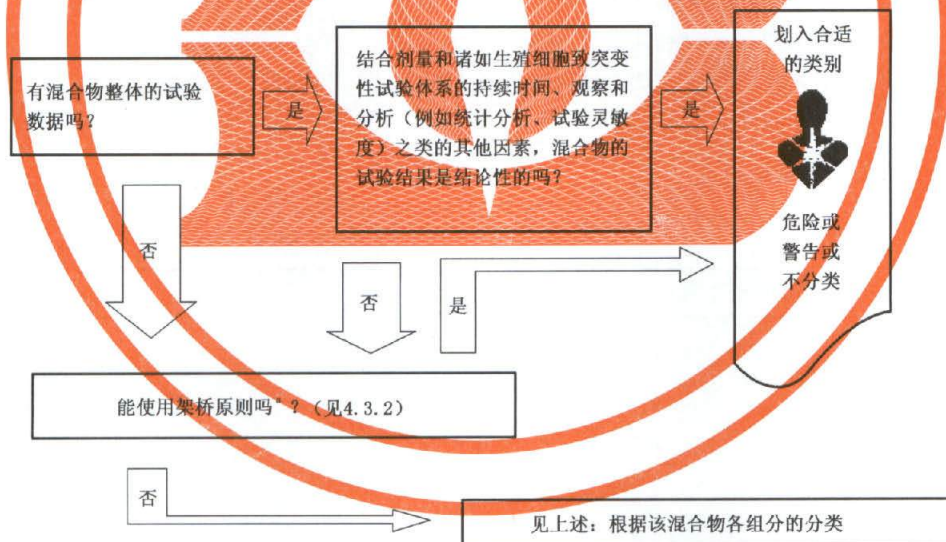 有混合物整体的试验
数据吗？
是
结合剂量和诸如生殖细胞致突变
性试验体系的持续时间、观察和
分析（例如统计分析、试验灵敏
度）之类的其他因素，混合物的
试验结果是结论性的吗？
是
划入合适
的类别
危险或
警告或
不分类
否
否
是
能使用架桥原则吗a？（见4.3.2）
否
见上述：根据该混合物各组分的分类